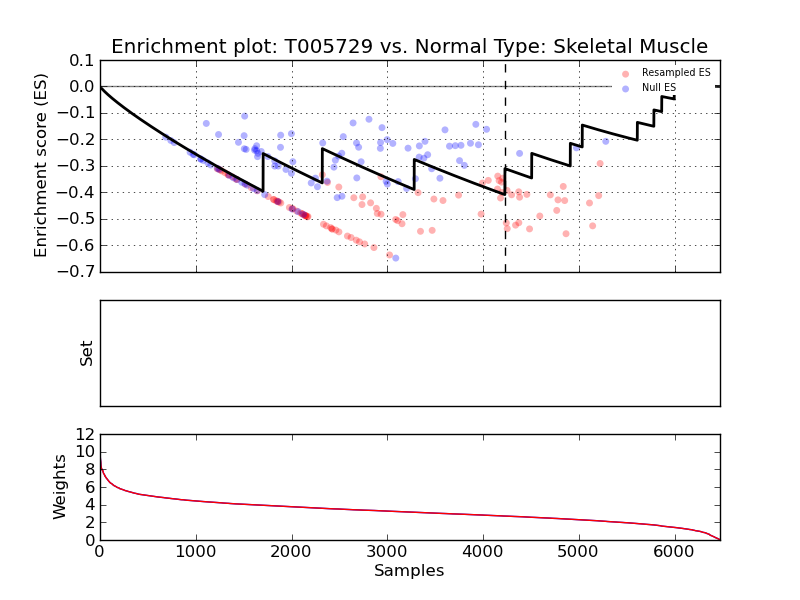 Enrichment plot: T005729 vs. Normal Type: Skeletal Muscle
0.1
0.0
−0.1
−0.2
−0.3
−0.4
−0.5
−0.6
−0.7
Enrichment score (ES)
Resampled ES
Null ES
Set
12
10
8
6
4
2
0
Weights
0 1000 2000 3000 4000 5000 6000
Samples